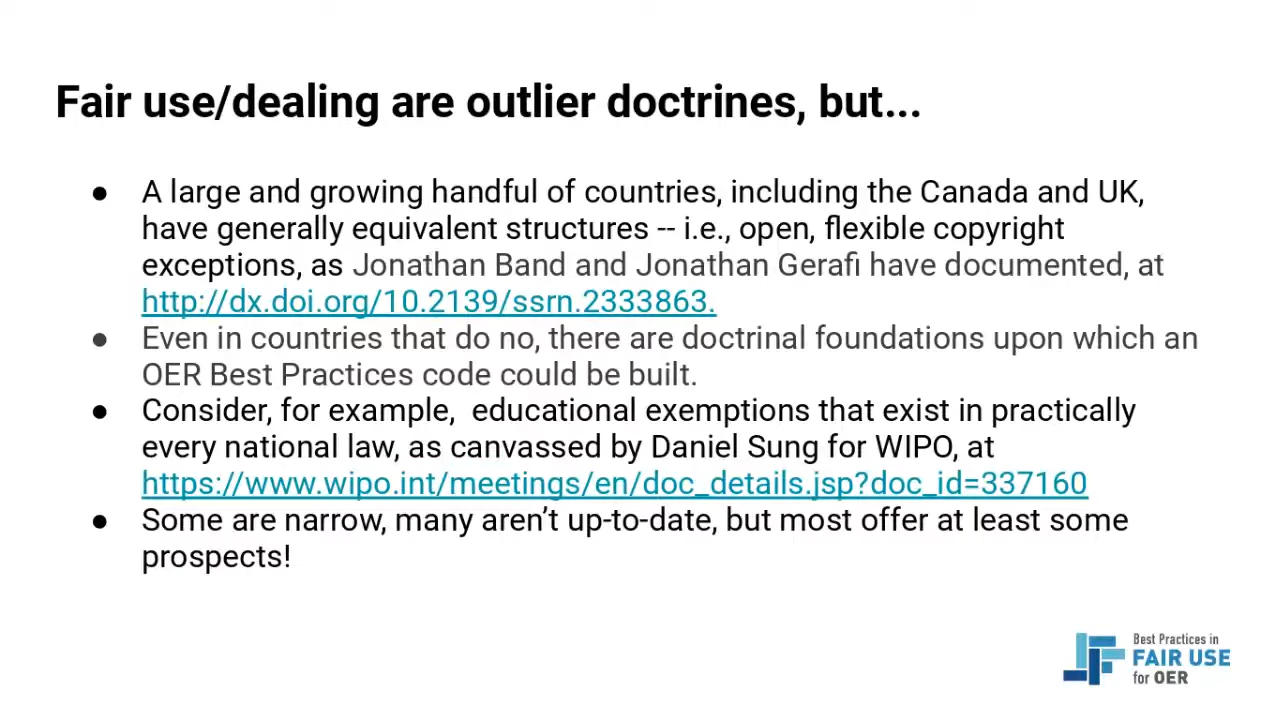 Fair use/dealing are outlier doctrines, but...
● A large and growing handful of countries, including the Canada and UK,
have generally equivalent structures -- i.e., open, flexible copyright
exceptions, as Jonathan Band and Jonathan Gerafi have documented, at
http://dx.doi.org/10.2139/ssrn.2333863.
● Even in countries that do no, there are doctrinal foundations upon which an
OER Best Practices code could be built.
● Consider, for example,  educational exemptions that exist in practically
every national law, as canvassed by Daniel Sung for WIPO, at
https://www.wipo.int/meetings/en/doc_details.jsp?doc_id=337160
● Some are narrow, many aren’t up-to-date, but most offer at least some
prospects!
Best Practices in
FAIR USE
for OER